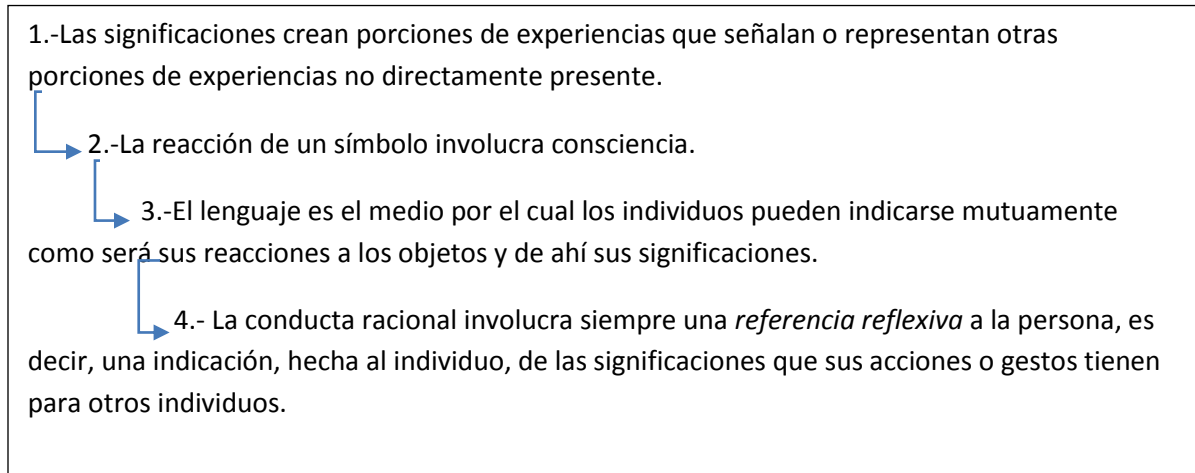 1.-Las significaciones crean porciones de experiencias que señalan o representan otras
porciones de experiencias no directamente presente.
2.-La reacción de un símbolo involucra consciencia.
3.-El lenguaje es el medio por el cual los individuos pueden indicarse mutuamente
como será sus reacciones a los objetos y de ahí sus significaciones.
4.- La conducta racional involucra siempre una referencia reflexiva a la persona, es
decir, una indicación, hecha al individuo, de las significaciones que sus acciones o gestos tienen
para otros individuos.